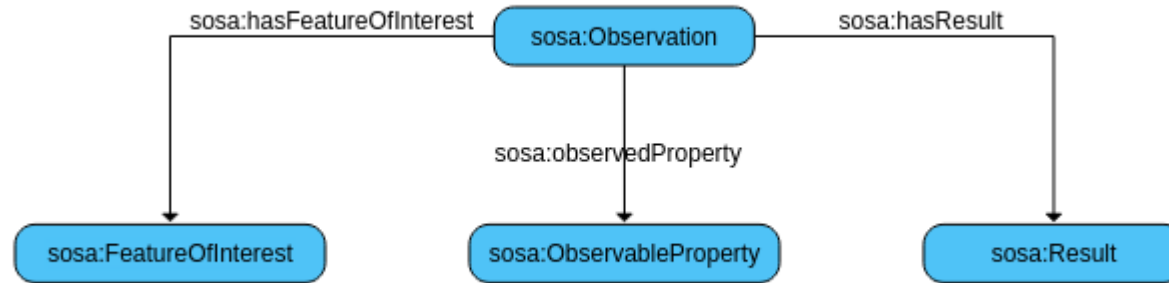 sosa:hasFeatureOfInterest
sosa:Observation
sosa:hasResult
sosa:observedProperty
sosa:FeatureOfInterest
sosa:ObservableProperty
sosa:Result